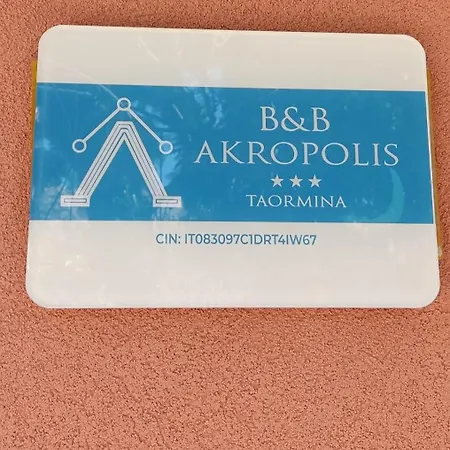 B&B
AKROPOLIS
★★★
TAORMINA
CIN: IT083097C1DRT4IW67